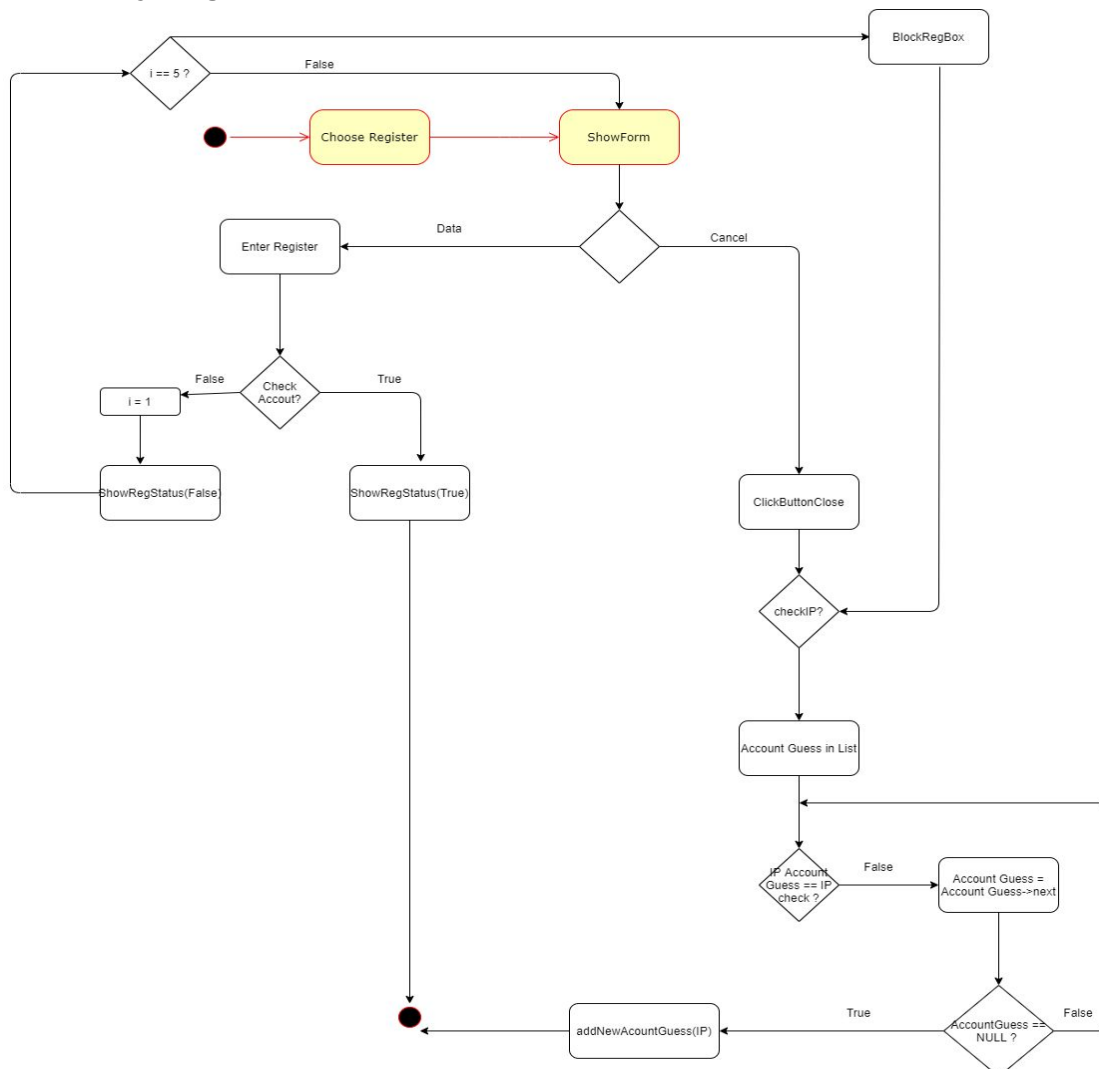 BlockRegBox
False
i == 5 ?
Choose Register
ShowForm
Data
Cancel
Enter Register
False
True
Check
Accout?
i = 1
ShowRegStatus(False)
ShowRegStatus(True)
ClickButtonClose
checkIP?
Account Guess in List
IP Account
Guess == IP
check ?
False
Account Guess =
Account Guess->next
True
False
AccountGuess ==
NULL ?
addNewAcountGuess(IP)